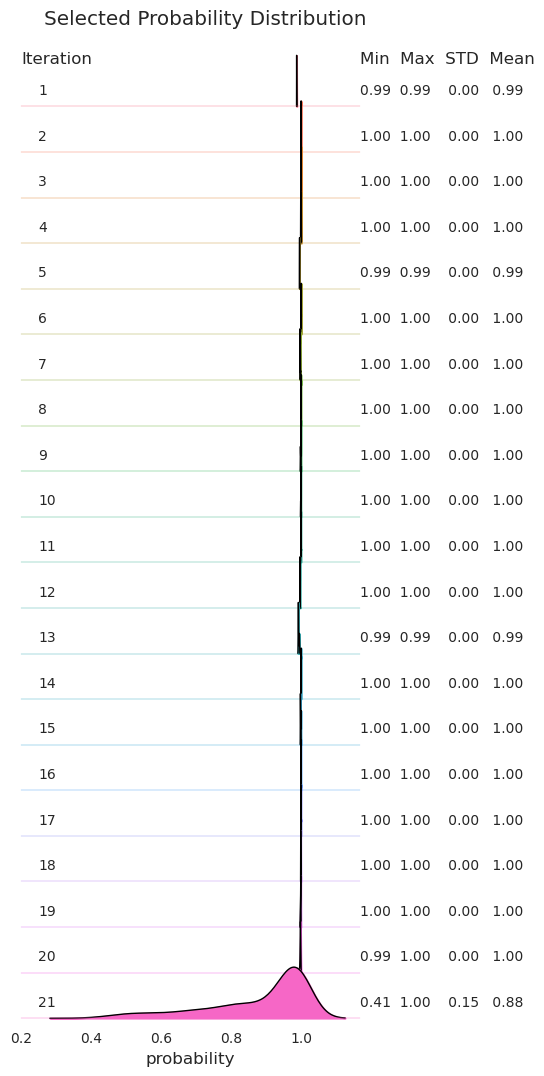 Selected Probability Distribution
Iteration Min Max STD Mean
1 0.99 0.99 0.00 0.99
2 1.00 1.00 0.00 1.00
3 1.00 1.00 0.00 1.00
4 1.00 1.00 0.00 1.00
5 0.99 0.99 0.00 0.99
6 1.00 1.00 0.00 1.00
7 1.00 1.00 0.00 1.00
8 1.00 1.00 0.00 1.00
9 1.00 1.00 0.00 1.00
10 1.00 1.00 0.00 1.00
11 1.00 1.00 0.00 1.00
12 1.00 1.00 0.00 1.00
13 0.99 0.99 0.00 0.99
14 1.00 1.00 0.00 1.00
15 1.00 1.00 0.00 1.00
16 1.00 1.00 0.00 1.00
17 1.00 1.00 0.00 1.00
18 1.00 1.00 0.00 1.00
19 1.00 1.00 0.00 1.00
20 0.99 1.00 0.00 1.00
21 0.41 1.00 0.15 0.88
0.2 0.4 0.6 0.8 1.0
probability